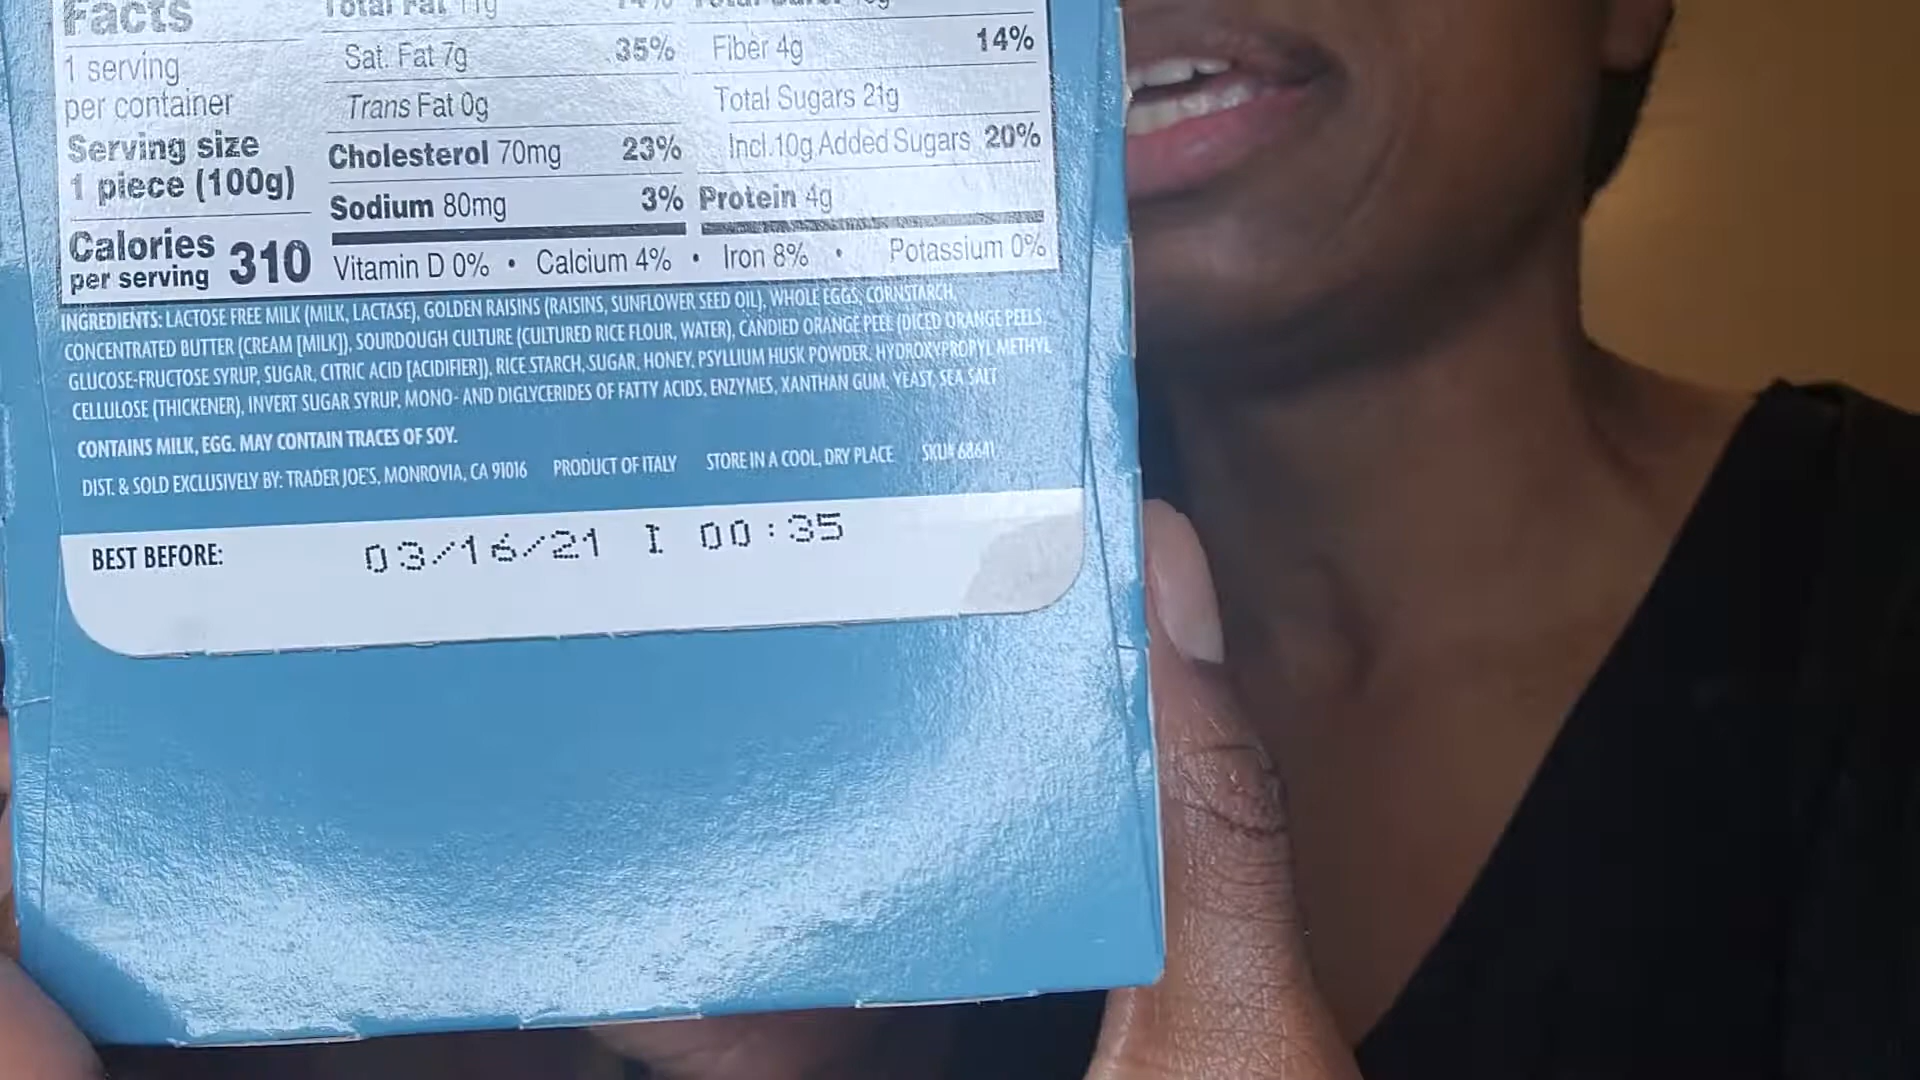 Facts
1 serving
per container
Serving size
1 piece (100g)
Calories
per serving 310
Total Fat 11g 14%
Sat. Fat 7g 35%
Trans Fat 0g
Cholesterol 70mg 23%
Sodium 80mg 3%
Fiber 4g 14%
Total Sugars 21g
Incl.10g Added Sugars 20%
Protein 4g
Vitamin D 0% • Calcium 4% • Iron 8% • Potassium 0%
INGREDIENTS: LACTOSE FREE MILK (MILK, LACTASE), GOLDEN RAISINS (RAISINS, SUNFLOWER SEED OIL), WHOLE EGGS, CORNSTARCH,
CONCENTRATED BUTTER (CREAM [MILK]), SOURDOUGH CULTURE (CULTURED RICE FLOUR, WATER), CANDIED ORANGE PEEL (DICED ORANGE PEELS,
GLUCOSE-FRUCTOSE SYRUP, SUGAR, CITRIC ACID [ACIDIFIER]), RICE STARCH, SUGAR, HONEY, PSYLLIUM HUSK POWDER, HYDROXYPROPYL METHYL
CELLULOSE (THICKENER), INVERT SUGAR SYRUP, MONO- AND DIGLYCERIDES OF FATTY ACIDS, ENZYMES, XANTHAN GUM, YEAST, SEA SALT
CONTAINS MILK, EGG. MAY CONTAIN TRACES OF SOY.
DIST. & SOLD EXCLUSIVELY BY: TRADER JOE'S, MONROVIA, CA 91016 PRODUCT OF ITALY STORE IN A COOL, DRY PLACE SKU# 68641
BEST BEFORE: 03/16/21 I 00:35